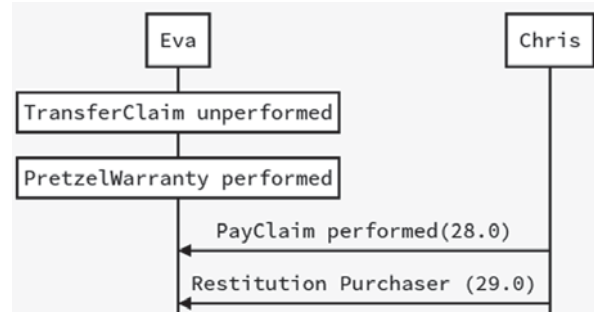 Eva
Chris
TransferClaim unperformed
PretzelWarranty performed
PayClaim performed(28.0)
Restitution Purchaser (29.0)